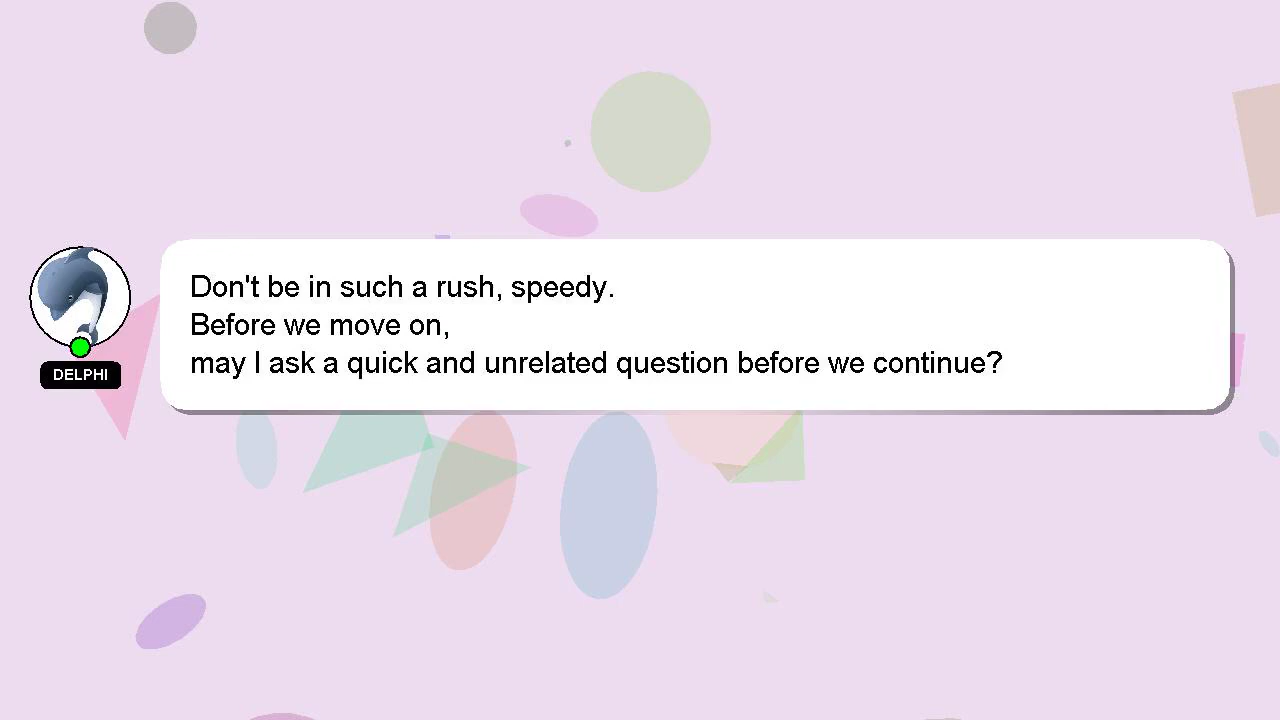 Don't be in such a rush, speedy.
Before we move on,
may I ask a quick and unrelated question before we continue?
DELPHI